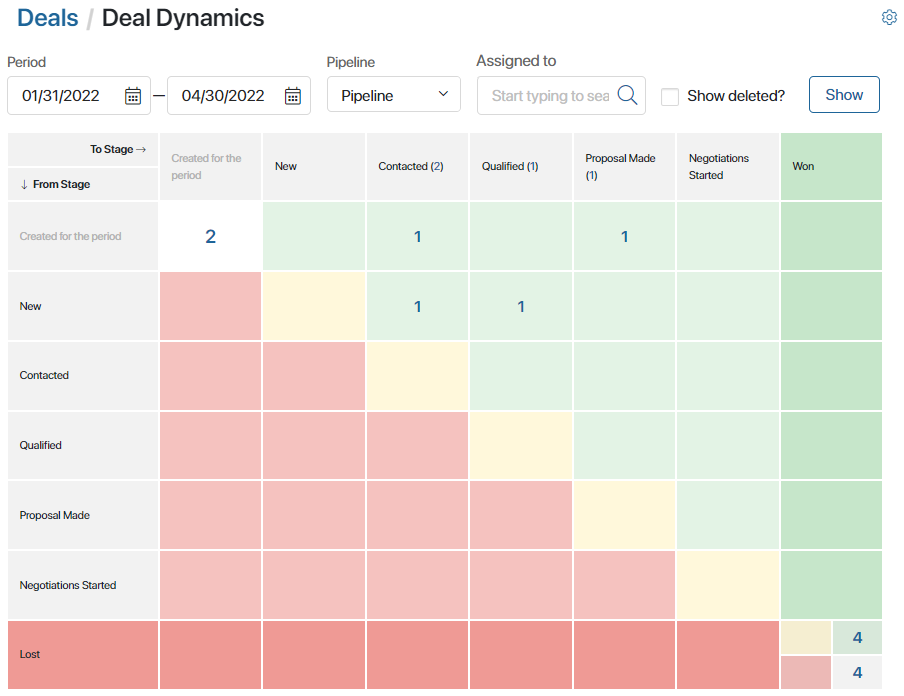 Deals / Deal Dynamics
Period
Pipeline
Assigned to
01/31/2022 — 04/30/2022
Pipeline
Start typing to sea
Show deleted?
Show
To Stage →
↓ From Stage
Created for the
period
New
Contacted (2)
Qualified (1)
Proposal Made
(1)
Negotiations
Started
Won
Created for the period
2
1
1
New
1
1
Contacted
Qualified
Proposal Made
Negotiations Started
Lost
4
4